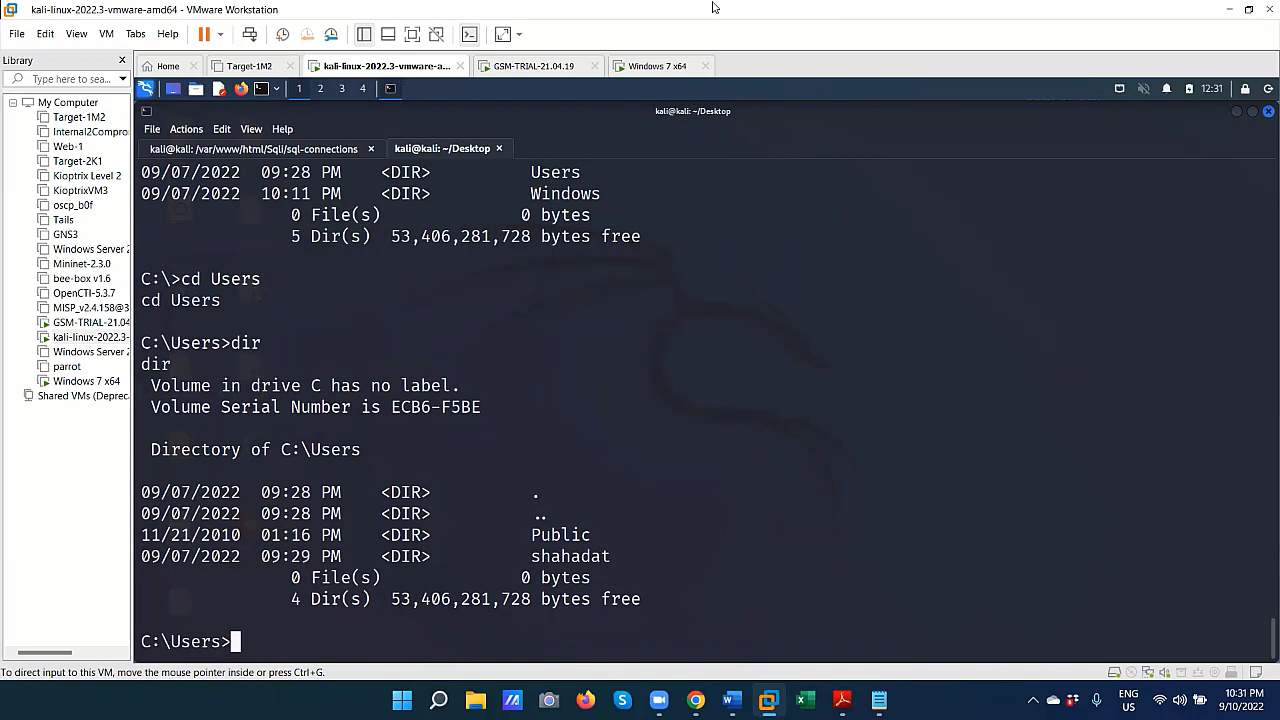 kali-linux-2022.3-vmware-amd64 - VMware Workstation
File Edit View VM Tabs Help
Library
Type here to sea...
My Computer
Target-1M2
Internal2Compro
Web-1
Target-2K1
Kioptrix Level 2
KioptrixVM3
oscp_b0f
Tails
GNS3
Windows Server 2
Mininet-2.3.0
bee-box v1.6
OpenCTI-5.3.7
MISP_v2.4.158@3
GSM-TRIAL-21.04
kali-linux-2022.3-
Windows Server 2
parrot
Windows 7 x64
Shared VMs (Deprec
Home Target-1M2 kali-linux-2022.3-vmware-a... GSM-TRIAL-21.04.19 Windows 7 x64
1 2 3 4 12:31
kali@kali: ~/Desktop
File Actions Edit View Help
kali@kali: /var/www/html/Sqli/sql-connections kali@kali: ~/Desktop
09/07/2022 09:28 PM <DIR> Users
09/07/2022 10:11 PM <DIR> Windows
0 File(s) 0 bytes
5 Dir(s) 53,406,281,728 bytes free
C:\>cd Users
cd Users
C:\Users>dir
dir
Volume in drive C has no label.
Volume Serial Number is ECB6-F5BE
Directory of C:\Users
09/07/2022 09:28 PM <DIR> .
09/07/2022 09:28 PM <DIR> ..
11/21/2010 01:16 PM <DIR> Public
09/07/2022 09:29 PM <DIR> shahadat
0 File(s) 0 bytes
4 Dir(s) 53,406,281,728 bytes free
C:\Users>
To direct input to this VM, move the mouse pointer inside or press Ctrl+G.
ENG
US
10:31 PM
9/10/2022